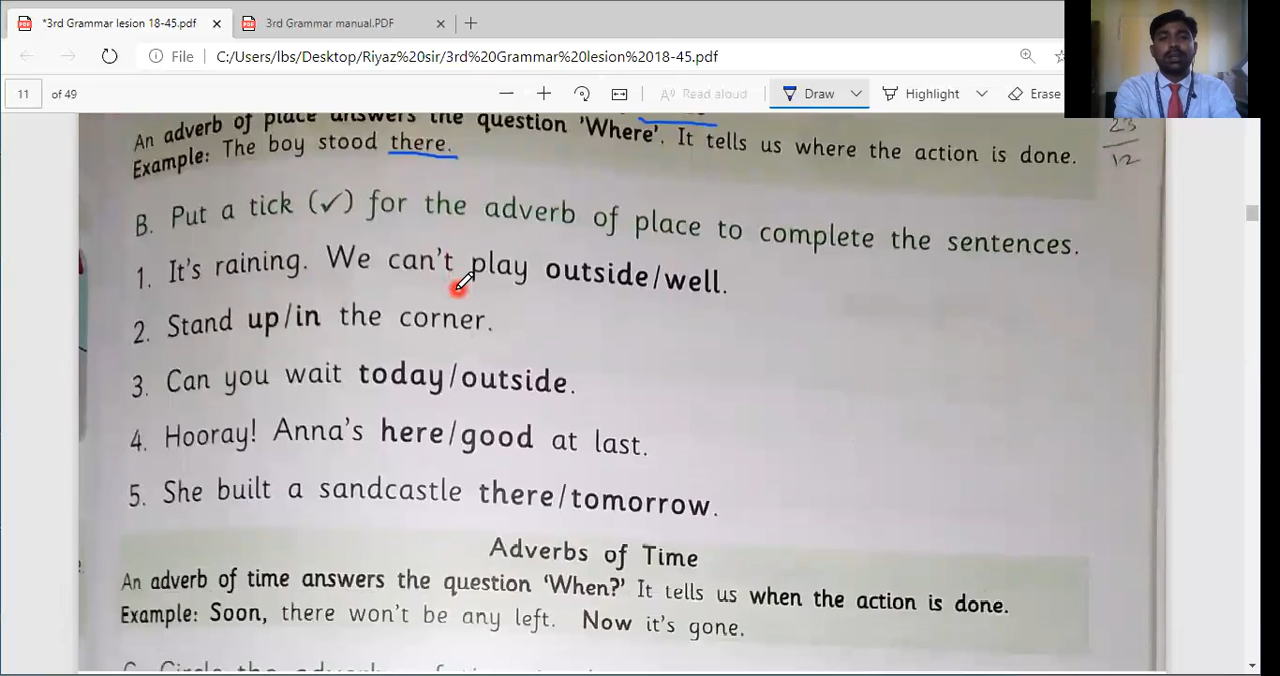 *3rd Grammar lesion 18-45.pdf
3rd Grammar manual.PDF
File C:/Users/lbs/Desktop/Riyaz%20sir/3rd%20Grammar%20lesion%2018-45.pdf
11 of 49 Read aloud Draw Highlight Erase
An adverb of place answers the question 'Where'. It tells us where the action is done.
Example: The boy stood there.
23
12
B. Put a tick (✓) for the adverb of place to complete the sentences.
1. It's raining. We can't play outside/well.
2. Stand up/in the corner.
3. Can you wait today/outside.
4. Hooray! Anna's here/good at last.
5. She built a sandcastle there/tomorrow.
Adverbs of Time
An adverb of time answers the question 'When?' It tells us when the action is done.
Example: Soon, there won't be any left. Now it's gone.